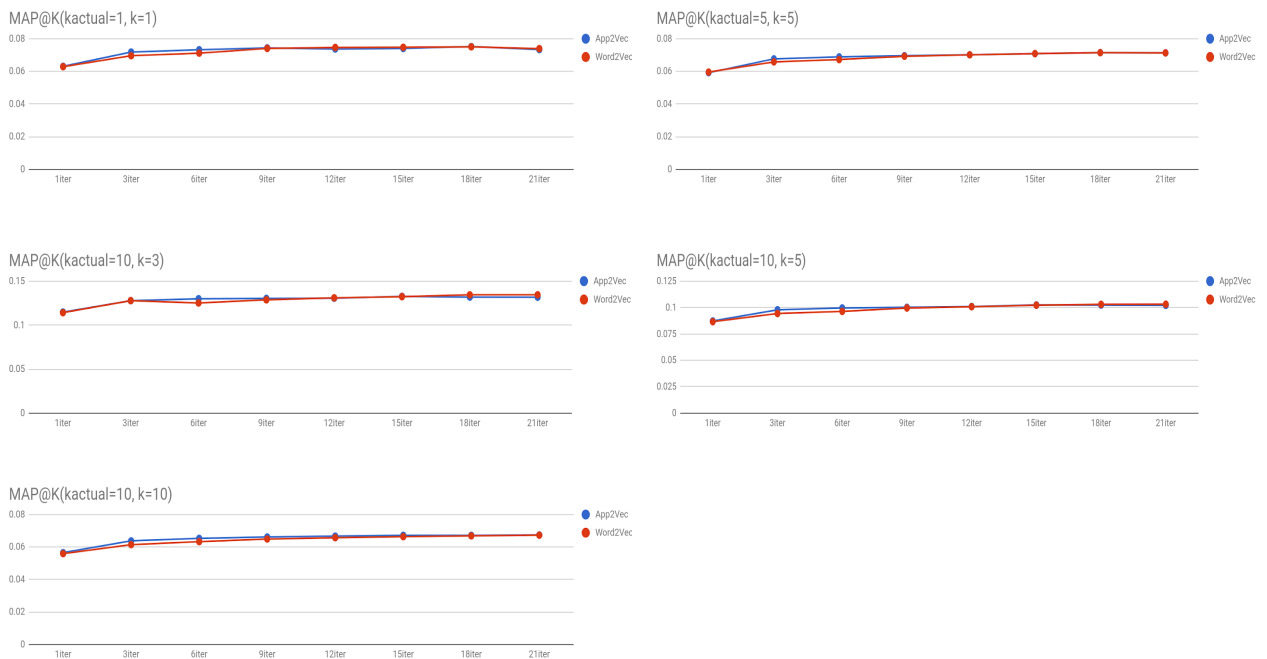 MAP@K(kactual=1, k=1)
0.08
0.06
0.04
0.02
0
1iter 3iter 6iter 9iter 12iter 15iter 18iter 21iter
App2Vec
Word2Vec
MAP@K(kactual=5, k=5)
0.08
0.06
0.04
0.02
0
1iter 3iter 6iter 9iter 12iter 15iter 18iter 21iter
App2Vec
Word2Vec
MAP@K(kactual=10, k=3)
0.15
0.1
0.05
0
1iter 3iter 6iter 9iter 12iter 15iter 18iter 21iter
App2Vec
Word2Vec
MAP@K(kactual=10, k=5)
0.125
0.1
0.075
0.05
0.025
0
1iter 3iter 6iter 9iter 12iter 15iter 18iter 21iter
App2Vec
Word2Vec
MAP@K(kactual=10, k=10)
0.08
0.06
0.04
0.02
0
1iter 3iter 6iter 9iter 12iter 15iter 18iter 21iter
App2Vec
Word2Vec